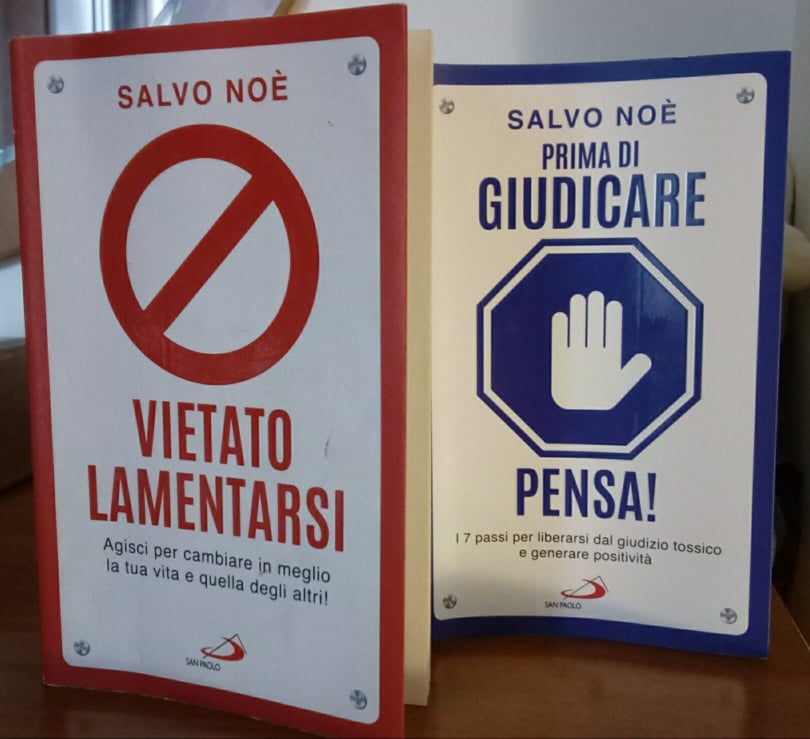 SALVO NOÈ
VIETATO
LAMENTARSI
Agisci per cambiare in meglio
la tua vita e quella degli altri!
SAN PAOLO
SALVO NOÈ
PRIMA DI
GIUDICARE
PENSA!
I 7 passi per liberarsi dal giudizio tossico
e generare positività
SAN PAOLO